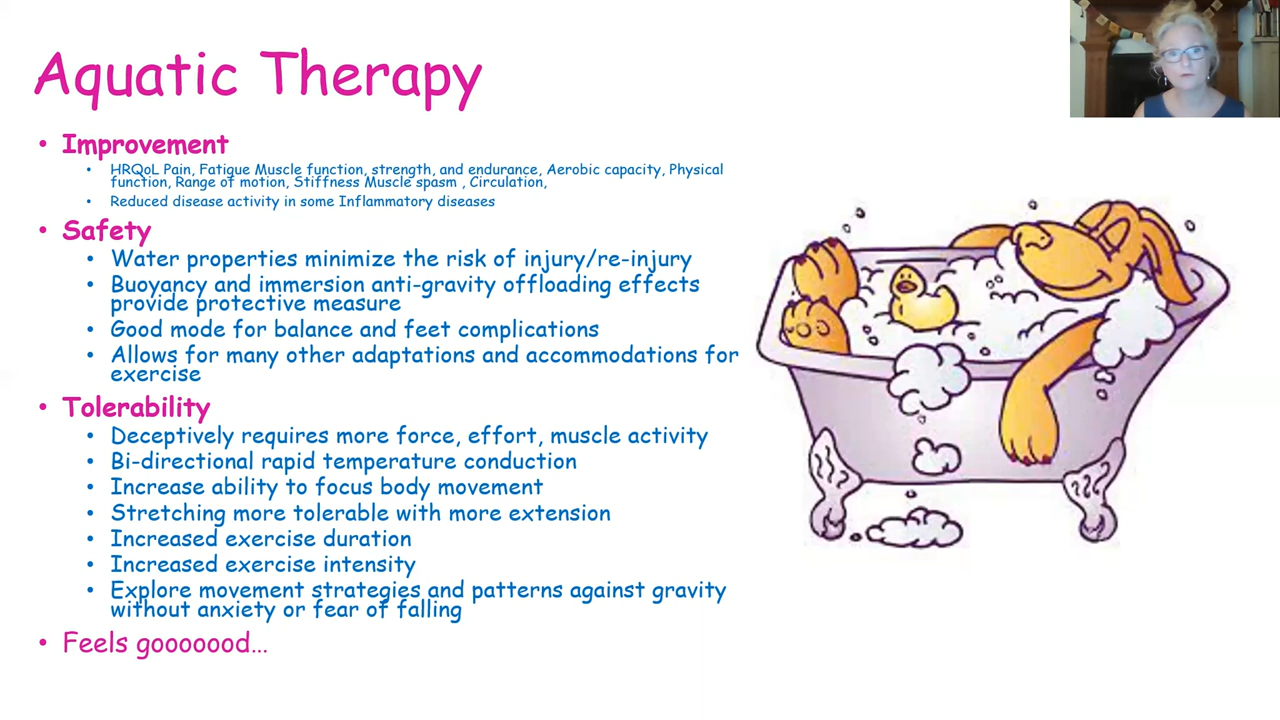 Aquatic Therapy
• Improvement
• HRQoL Pain, Fatigue Muscle function, strength, and endurance, Aerobic capacity, Physical
function, Range of motion, Stiffness Muscle spasm , Circulation,
• Reduced disease activity in some Inflammatory diseases
• Safety
• Water properties minimize the risk of injury/re-injury
• Buoyancy and immersion anti-gravity offloading effects
provide protective measure
• Good mode for balance and feet complications
• Allows for many other adaptations and accommodations for
exercise
• Tolerability
• Deceptively requires more force, effort, muscle activity
• Bi-directional rapid temperature conduction
• Increase ability to focus body movement
• Stretching more tolerable with more extension
• Increased exercise duration
• Increased exercise intensity
• Explore movement strategies and patterns against gravity
without anxiety or fear of falling
• Feels gooooood…